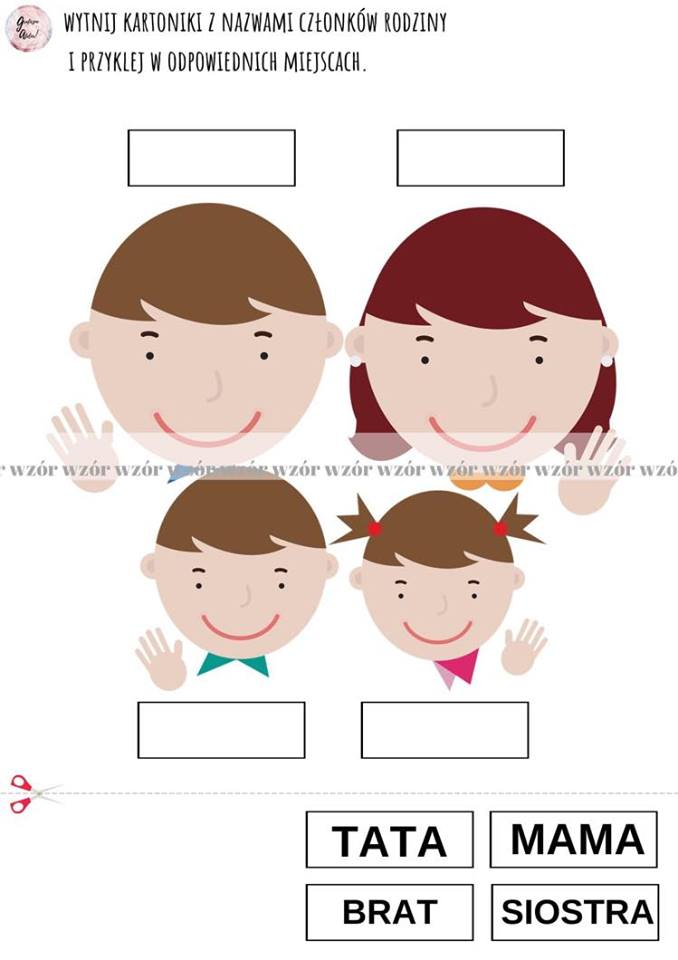 WYTNIJ KARTONIKI Z NAZWAMI CZŁONKÓW RODZINY
I PRZYKLEJ W ODPOWIEDNICH MIEJSCACH.
wzór wzór wzór wzór wzór wzór wzór wzór wzór wzór wzór wzór
TATA MAMA
BRAT SIOSTRA